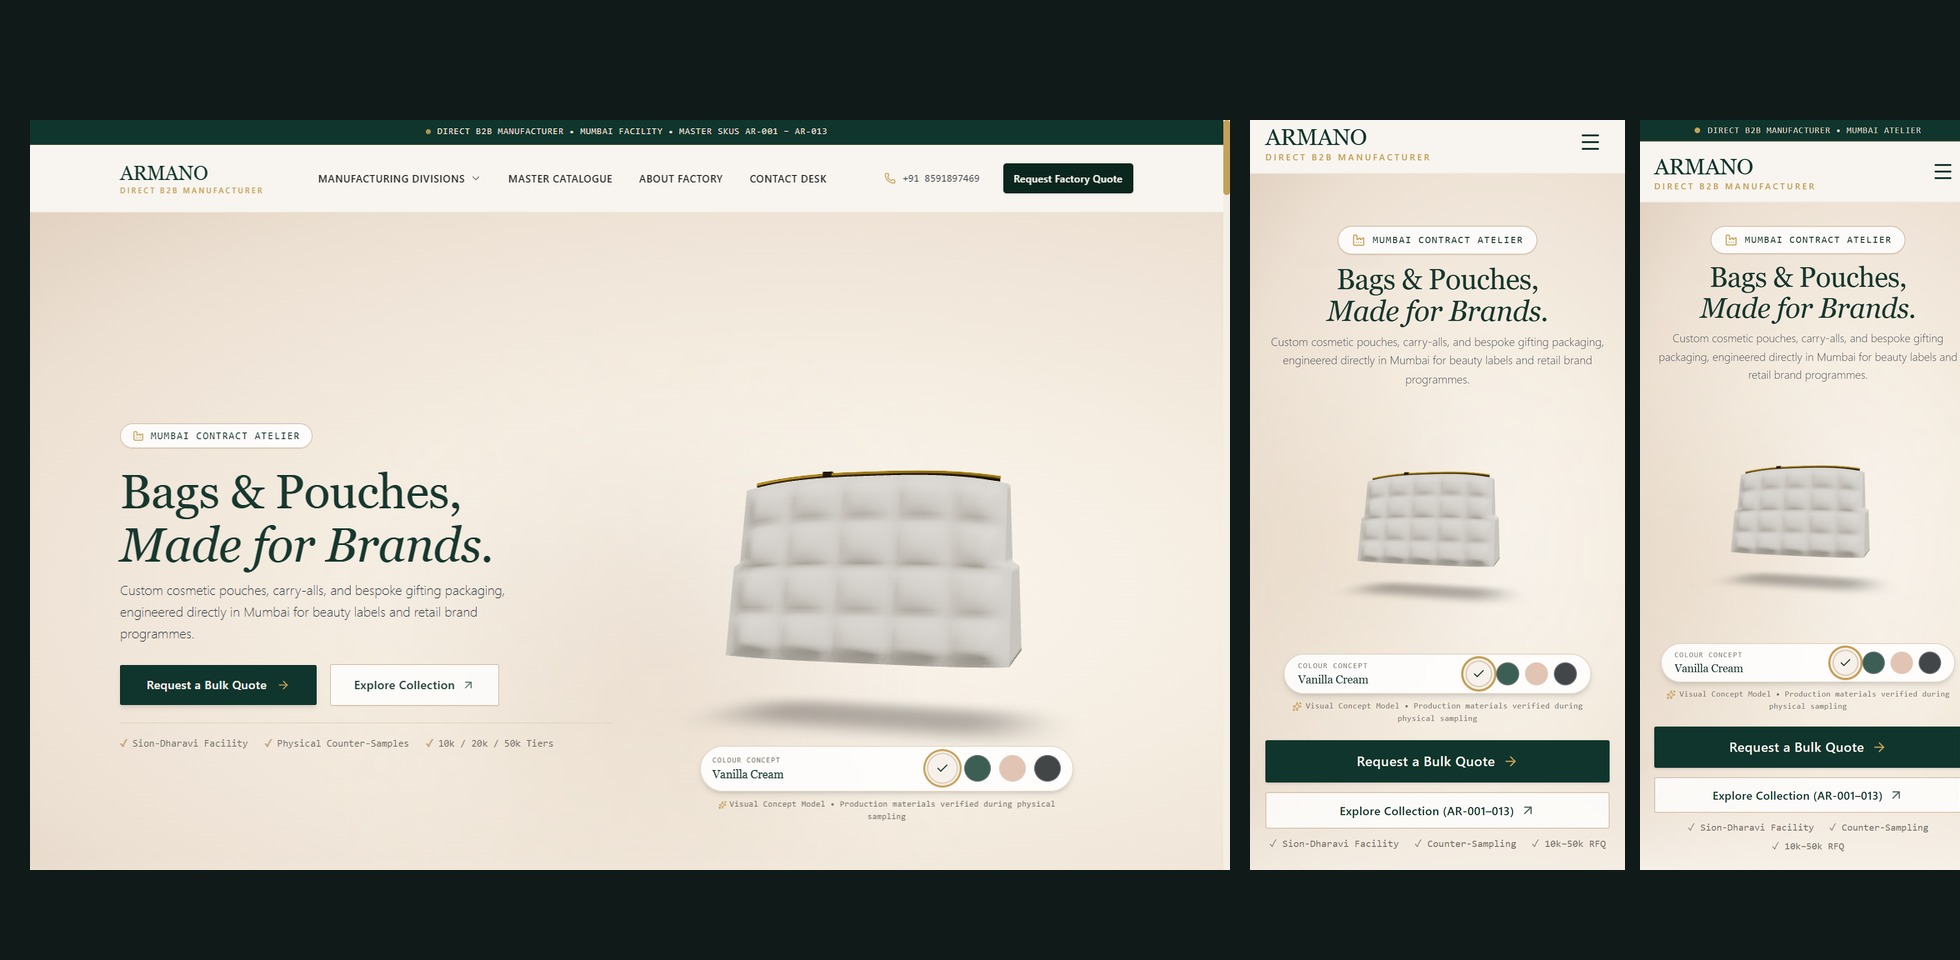 DIRECT B2B MANUFACTURER • MUMBAI FACILITY • MASTER SKUS AR-001 – AR-013
ARMANO
DIRECT B2B MANUFACTURER
MANUFACTURING DIVISIONS
MASTER CATALOGUE
ABOUT FACTORY
CONTACT DESK
+91 8591897469
Request Factory Quote
MUMBAI CONTRACT ATELIER
Bags & Pouches,
Made for Brands.
Custom cosmetic pouches, carry-alls, and bespoke gifting packaging,
engineered directly in Mumbai for beauty labels and retail brand
programmes.
Request a Bulk Quote
Explore Collection
Sion-Dharavi Facility
Physical Counter-Samples
10k / 20k / 50k Tiers
COLOUR CONCEPT
Vanilla Cream
Visual Concept Model • Production materials verified during physical
sampling
ARMANO
DIRECT B2B MANUFACTURER
MUMBAI CONTRACT ATELIER
Bags & Pouches,
Made for Brands.
Custom cosmetic pouches, carry-alls, and bespoke gifting packaging,
engineered directly in Mumbai for beauty labels and retail brand
programmes.
COLOUR CONCEPT
Vanilla Cream
Visual Concept Model • Production materials verified during
physical sampling
Request a Bulk Quote
Explore Collection (AR-001–013)
Sion-Dharavi Facility
Counter-Sampling
10k–50k RFQ
DIRECT B2B MANUFACTURER • MUMBAI ATELIER
ARMANO
DIRECT B2B MANUFACTURER
MUMBAI CONTRACT ATELIER
Bags & Pouches,
Made for Brands.
Custom cosmetic pouches, carry-alls, and bespoke gifting
packaging, engineered directly in Mumbai for beauty labels and
retail brand programmes.
COLOUR CONCEPT
Vanilla Cream
Visual Concept Model • Production materials verified during
physical sampling
Request a Bulk Quote
Explore Collection (AR-001–013)
Sion-Dharavi Facility
Counter-Sampling
10k–50k RFQ